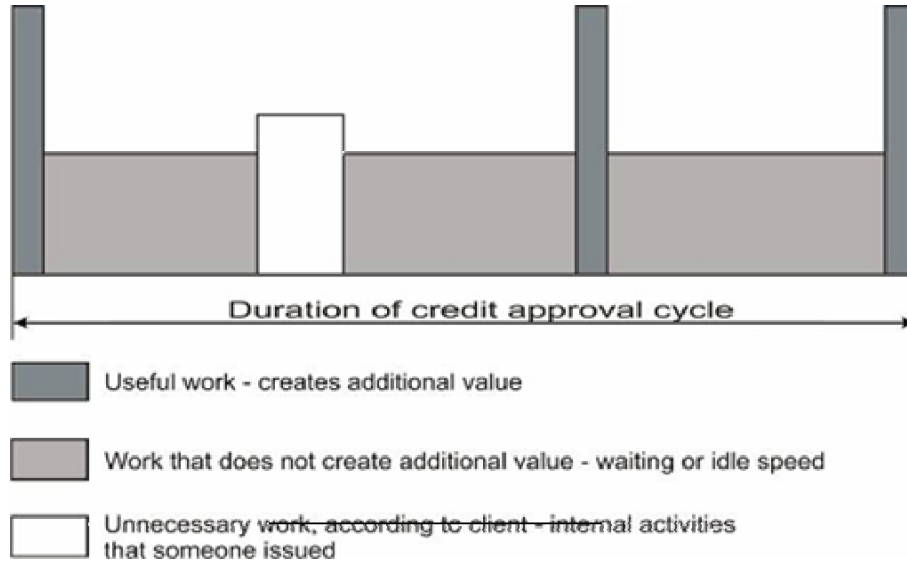 Duration of credit approval cycle
Useful work - creates additional value
Work that does not create additional value - waiting or idle speed
Unnecessary work, according to client - internal activities
that someone issued